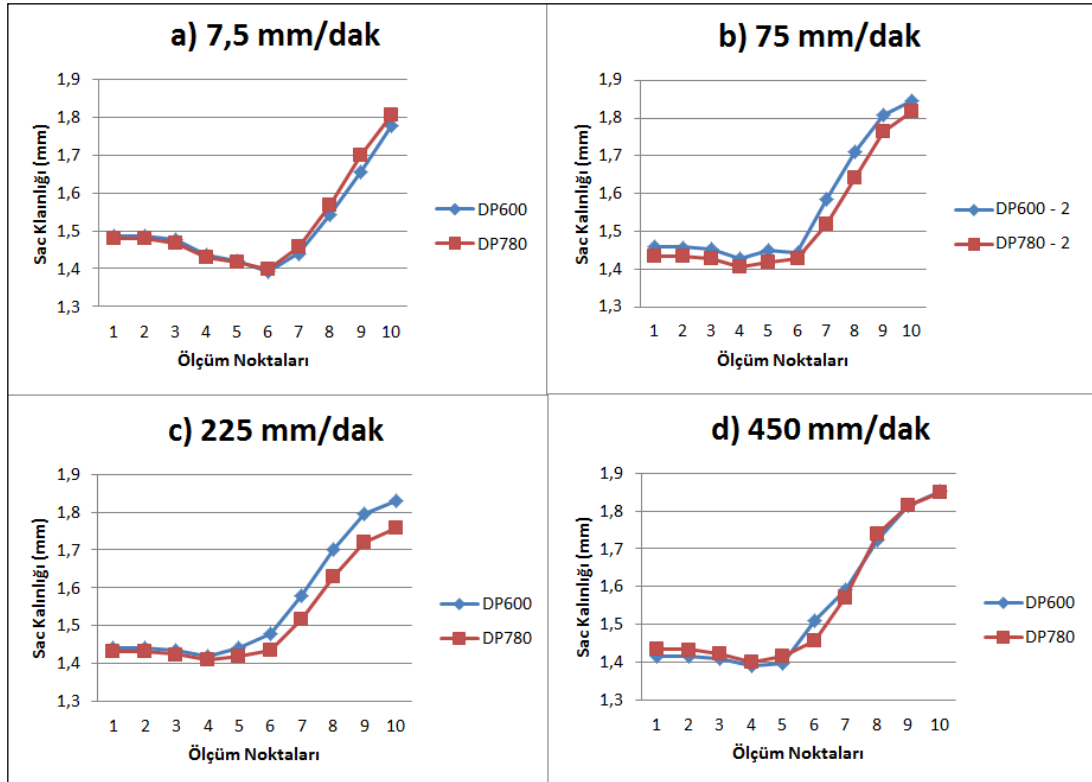 a) 7,5 mm/dak
1,9
1,8
1,7
1,6
1,5
1,4
1,3
Sac Klaınlığı (mm)
1 2 3 4 5 6 7 8 9 10
Ölçüm Noktaları
DP600
DP780
b) 75 mm/dak
1,9
1,8
1,7
1,6
1,5
1,4
1,3
Sac Kalınlığı (mm)
1 2 3 4 5 6 7 8 9 10
Ölçüm Noktaları
DP600 - 2
DP780 - 2
c) 225 mm/dak
1,9
1,8
1,7
1,6
1,5
1,4
1,3
Sac Kalınlığı (mm)
1 2 3 4 5 6 7 8 9 10
Ölçüm Noktaları
DP600
DP780
d) 450 mm/dak
1,9
1,8
1,7
1,6
1,5
1,4
1,3
Sac Kalınlığı (mm)
1 2 3 4 5 6 7 8 9 10
Ölçüm Noktaları
DP600
DP780